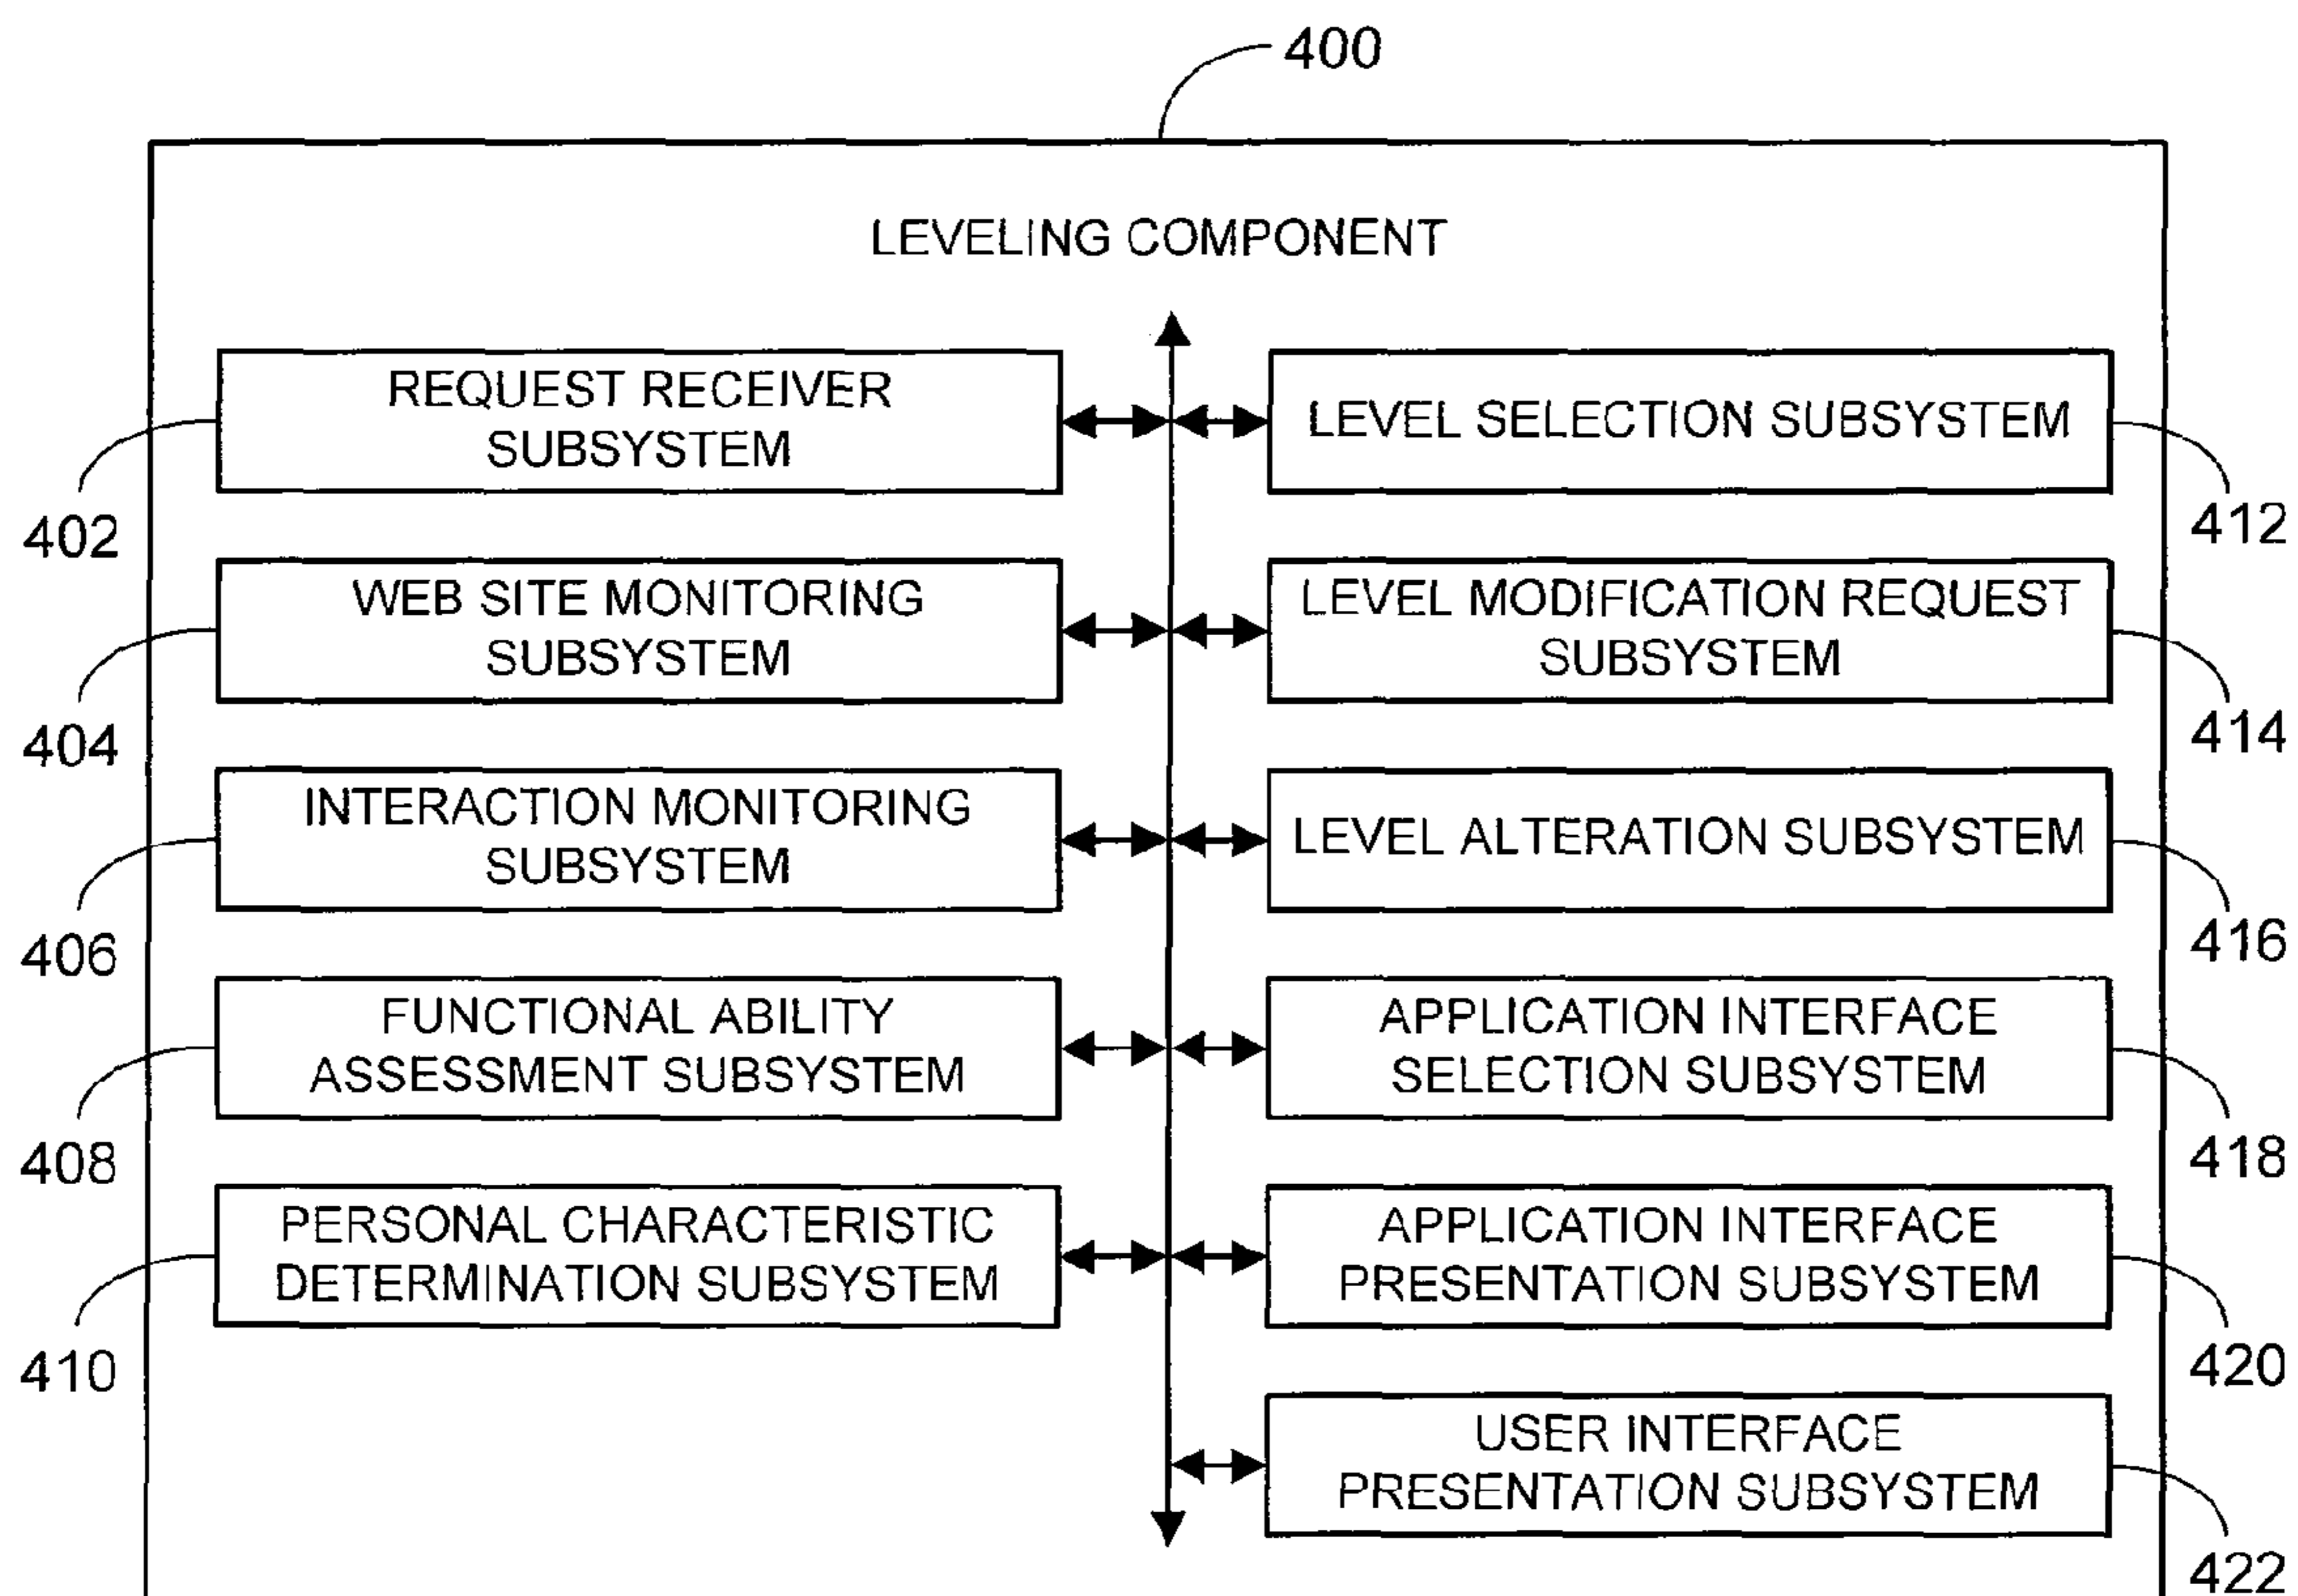 400
LEVELING COMPONENT
REQUEST RECEIVER
SUBSYSTEM
402
WEB SITE MONITORING
SUBSYSTEM
404
INTERACTION MONITORING
SUBSYSTEM
406
FUNCTIONAL ABILITY
ASSESSMENT SUBSYSTEM
408
PERSONAL CHARACTERISTIC
DETERMINATION SUBSYSTEM
410
LEVEL SELECTION SUBSYSTEM
412
LEVEL MODIFICATION REQUEST
SUBSYSTEM
414
LEVEL ALTERATION SUBSYSTEM
416
APPLICATION INTERFACE
SELECTION SUBSYSTEM
418
APPLICATION INTERFACE
PRESENTATION SUBSYSTEM
420
USER INTERFACE
PRESENTATION SUBSYSTEM
422